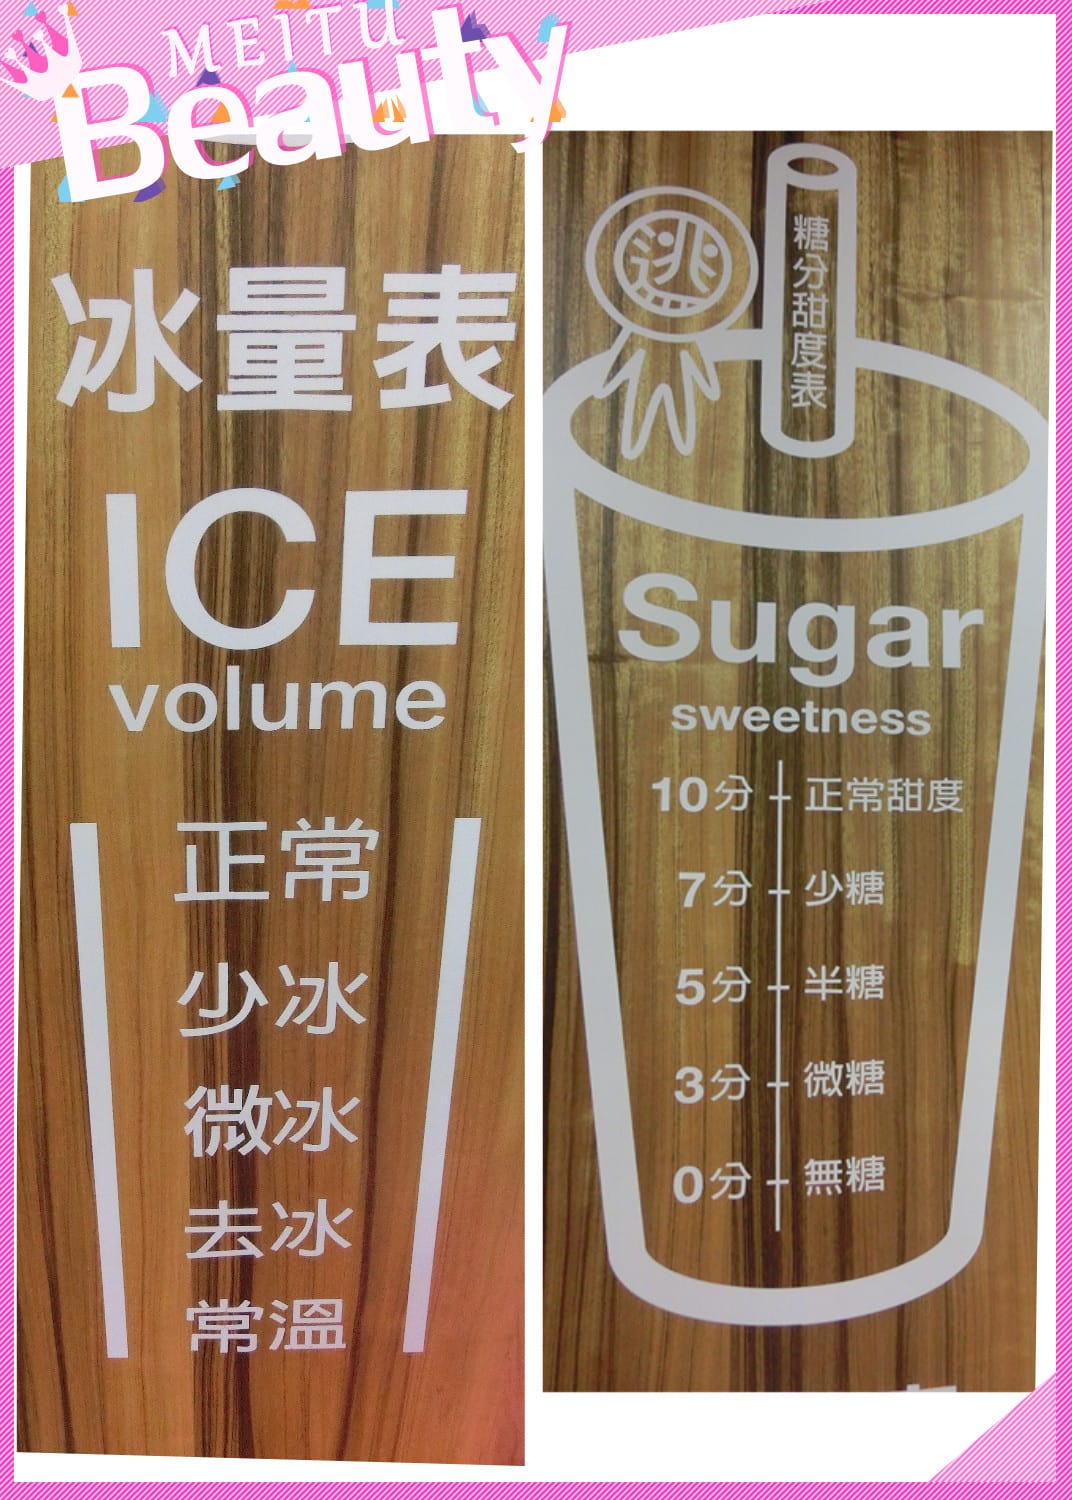 MEITU
Beauty
冰量表
ICE
volume
正常
少冰
微冰
去冰
常溫
逃
糖分甜度表
Sugar
sweetness
10分 正常甜度
7分 少糖
5分 半糖
3分 微糖
0分 無糖